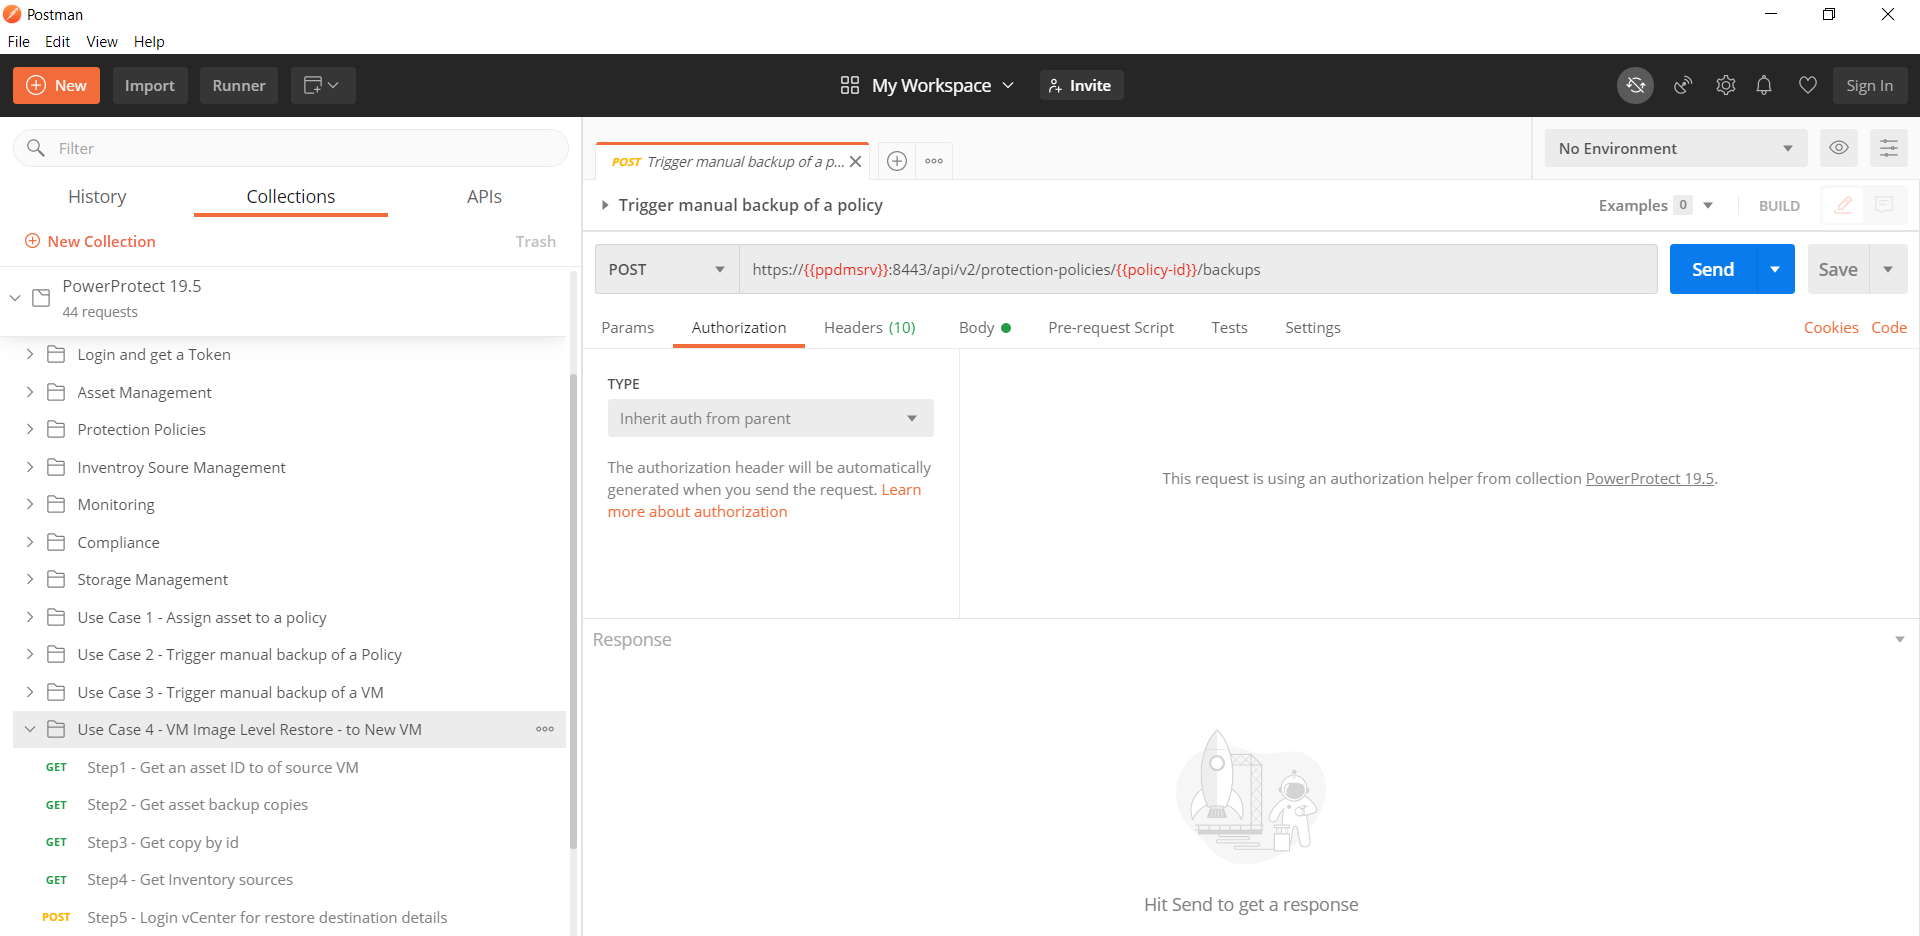 Postman
File Edit View Help
New Import Runner My Workspace Invite Sign In
Filter
History Collections APIs
New Collection Trash
PowerProtect 19.5
44 requests
Login and get a Token
Asset Management
Protection Policies
Inventroy Soure Management
Monitoring
Compliance
Storage Management
Use Case 1 - Assign asset to a policy
Use Case 2 - Trigger manual backup of a Policy
Use Case 3 - Trigger manual backup of a VM
Use Case 4 - VM Image Level Restore - to New VM
GET Step1 - Get an asset ID to of source VM
GET Step2 - Get asset backup copies
GET Step3 - Get copy by id
GET Step4 - Get Inventory sources
POST Step5 - Login vCenter for restore destination details
POST Trigger manual backup of a p...
No Environment
Trigger manual backup of a policy
Examples 0 BUILD
POST https://{{ppdmsrv}}:8443/api/v2/protection-policies/{{policy-id}}/backups Send Save
Params Authorization Headers (10) Body Pre-request Script Tests Settings Cookies Code
TYPE
Inherit auth from parent
The authorization header will be automatically
generated when you send the request. Learn
more about authorization
This request is using an authorization helper from collection PowerProtect 19.5.
Response
Hit Send to get a response